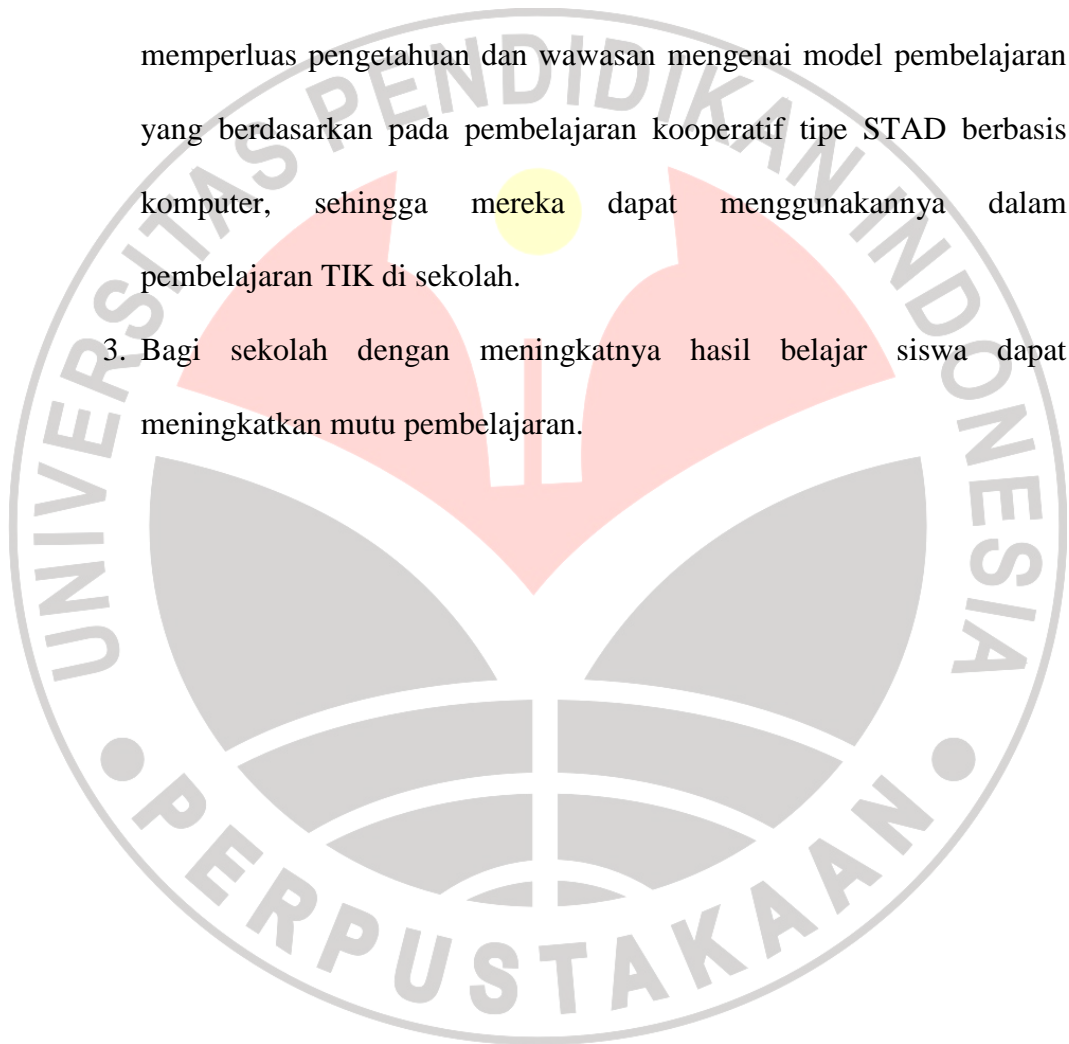 memperluas pengetahuan dan wawasan mengenai model pembelajaran
yang berdasarkan pada pembelajaran kooperatif tipe STAD berbasis
komputer, sehingga mereka dapat menggunakannya dalam
pembelajaran TIK di sekolah.
3. Bagi sekolah dengan meningkatnya hasil belajar siswa dapat
meningkatkan mutu pembelajaran.
UNIVERSITAS PENDIDIKAN INDONESIA
PERPUSTAKAAN